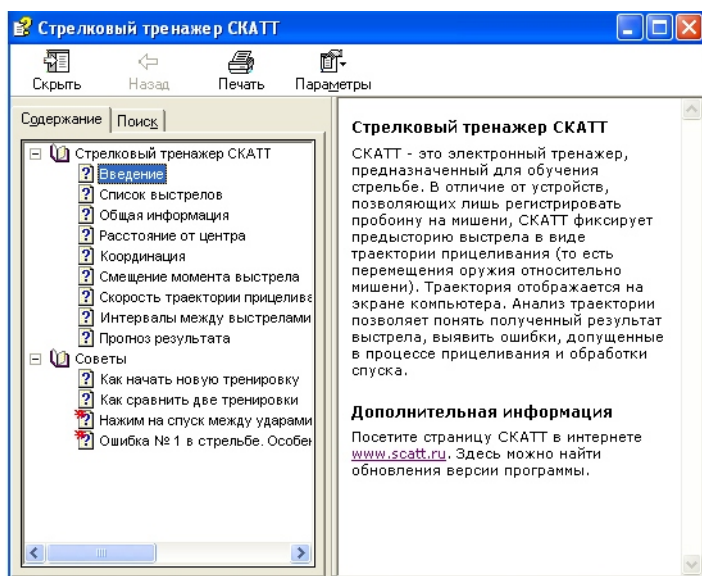 Стрелковый тренажер СКАТТ
Скрыть Назад Печать Параметры
Содержание Поиск
Стрелковый тренажер СКАТТ
Введение
Список выстрелов
Общая информация
Расстояние от центра
Координация
Смещение момента выстрела
Скорость траектории прицелива
Интервалы между выстрелами
Прогноз результата
Советы
Как начать новую тренировку
Как сравнить две тренировки
Нажим на спуск между ударами
Ошибка № 1 в стрельбе. Особен
Стрелковый тренажер СКАТТ
СКАТТ - это электронный тренажер,
предназначенный для обучения
стрельбе. В отличие от устройств,
позволяющих лишь регистрировать
пробоину на мишени, СКАТТ фиксирует
предысторию выстрела в виде
траектории прицеливания (то есть
перемещения оружия относительно
мишени). Траектория отображается на
экране компьютера. Анализ траектории
позволяет понять полученный результат
выстрела, выявить ошибки, допущенные
в процессе прицеливания и обработки
спуска.
Дополнительная информация
Посетите страницу СКАТТ в интернете
www.scatt.ru. Здесь можно найти
обновления версии программы.